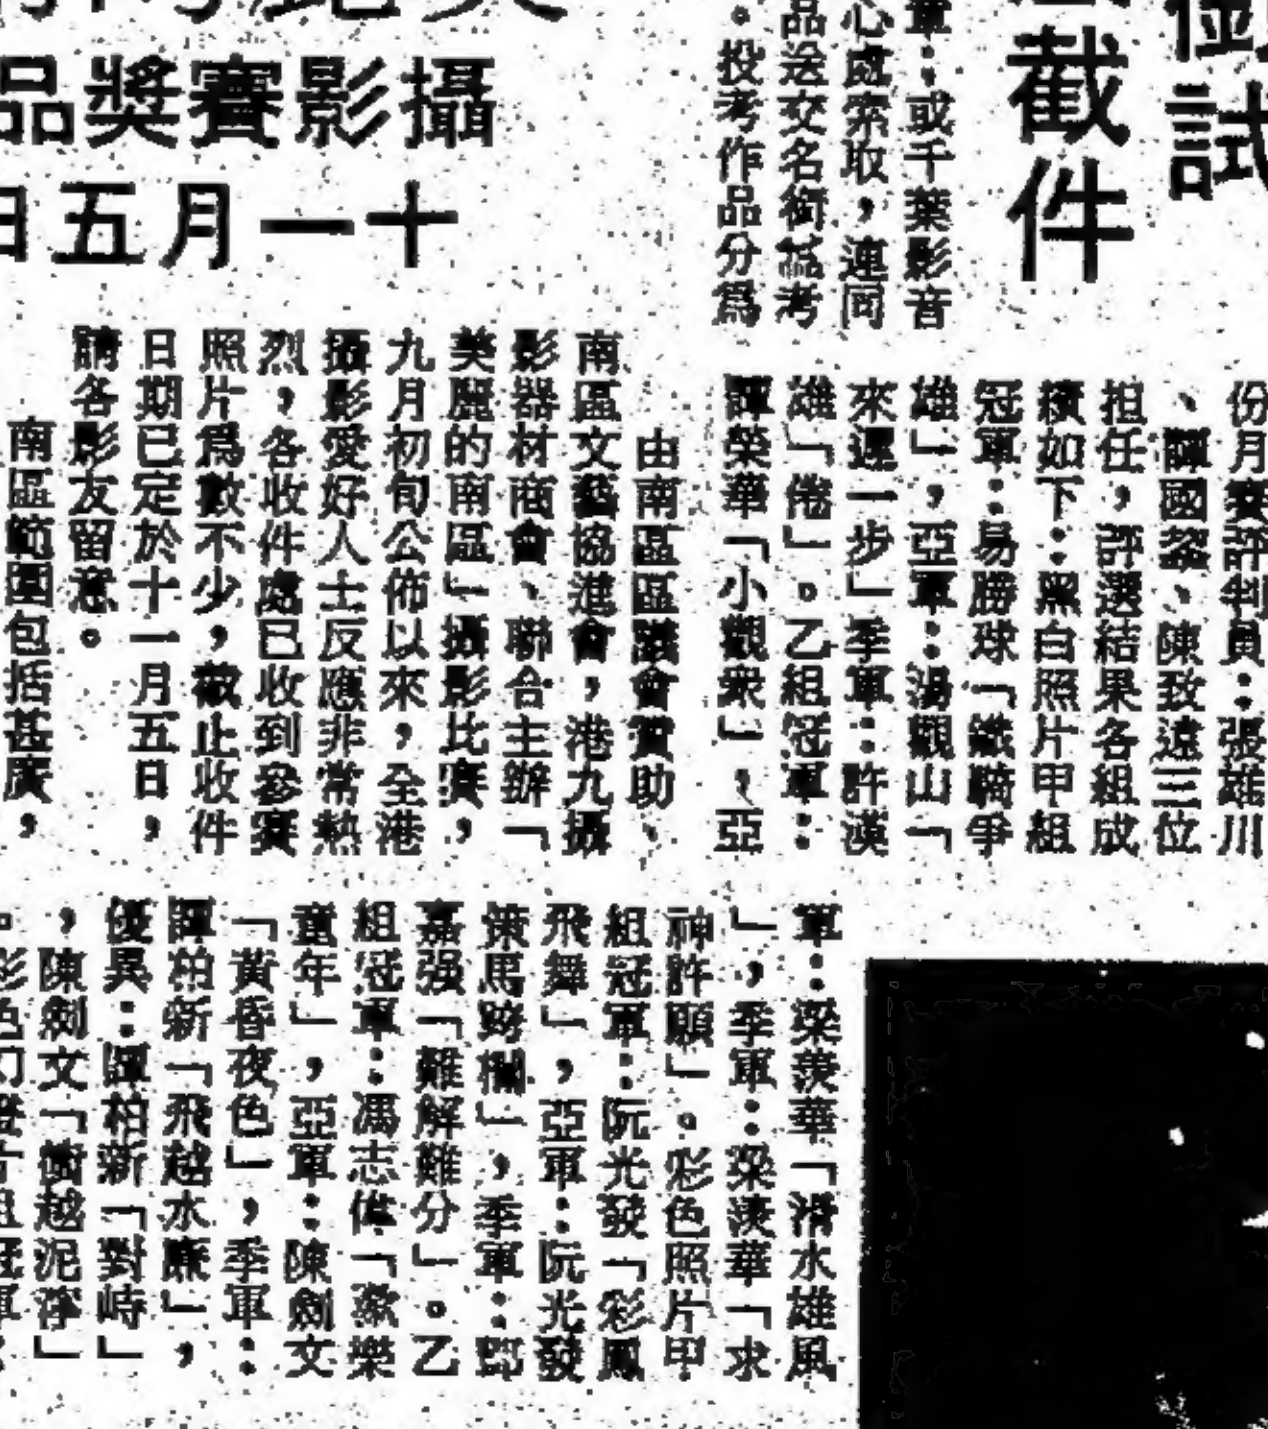 試
截件
章:或千葉影音
心處索取,連同
品送交名銜試考
。投考作品分爲
份月賽評判員:張雄川
、譚國翏、陳致遠三位
担任,評選結果各組成
積如下:黑白照片甲組
冠軍:易勝球「鐵騎爭
雄」,亞軍:湯觀山「
來遲一步」季軍:許漢
雄「倦」。乙組冠軍:
譚榮華「小觀衆」,亞
軍:梁羨華「滑水雄風
」,季軍:梁羨華「求
神許願」。彩色照片甲
組冠軍:阮光發「彩鳳
飛舞」,亞軍:阮光發
策馬跨欄」,季軍:鄧
嘉强「難解難分」。乙
組冠軍:馮志偉「歡樂
童年」,亞軍:陳劍文
「黃昏夜色」,季軍:
譚柏新「飛越水廉」,
優異:譚柏新「對峙」
,陳劍文「衝越泥濘」
攝影賽獎品
十一月五日
由南區區議會贊助、
南區文藝協進會,港九攝
影器材商會、聯合主辦「
美麗的南區」攝影比賽,
九月初旬公佈以來,全港
攝影愛好人士反應非常熱
烈,各收件處已收到參賽
照片爲數不少,截止收件
日期已定於十一月五日,
請各影友留意。
南區範圍包括甚廣,